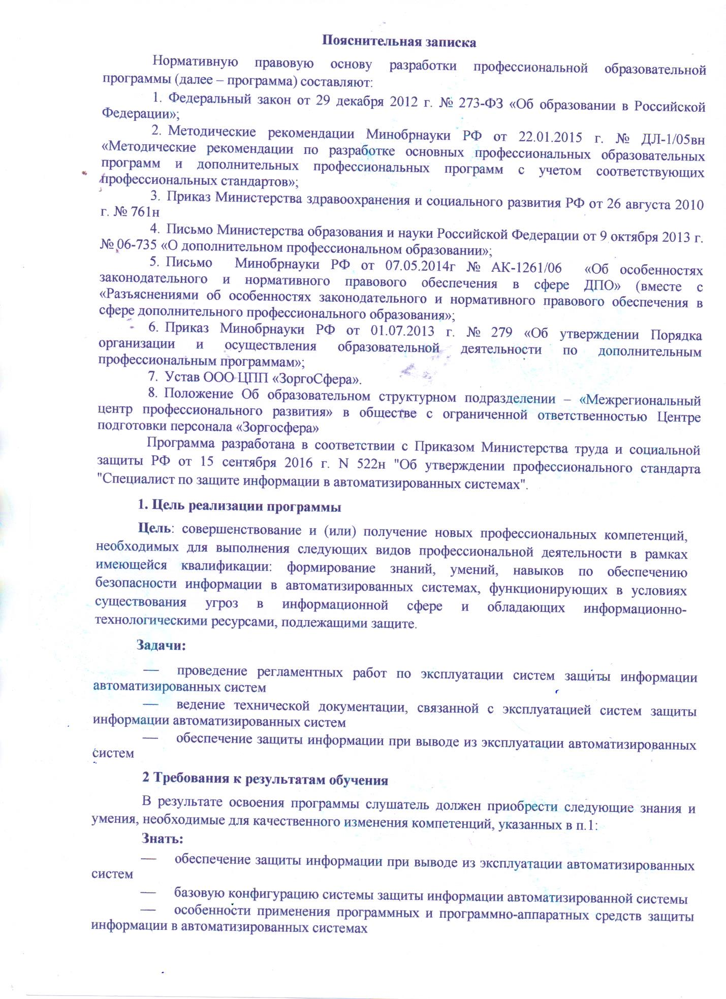 Пояснительная записка
Нормативную правовую основу разработки профессиональной образовательной
программы (далее – программа) составляют:
1. Федеральный закон от 29 декабря 2012 г. № 273-ФЗ «Об образовании в Российской
Федерации»;
2. Методические рекомендации Минобрнауки РФ от 22.01.2015 г. № ДЛ-1/05вн
«Методические рекомендации по разработке основных профессиональных образовательных
программ и дополнительных профессиональных программ с учетом соответствующих
профессиональных стандартов»;
3. Приказ Министерства здравоохранения и социального развития РФ от 26 августа 2010
г. № 761н
4. Письмо Министерства образования и науки Российской Федерации от 9 октября 2013 г.
№ 06-735 «О дополнительном профессиональном образовании»;
5. Письмо Минобрнауки РФ от 07.05.2014г № АК-1261/06 «Об особенностях
законодательного и нормативного правового обеспечения в сфере ДПО» (вместе с
«Разъяснениями об особенностях законодательного и нормативного правового обеспечения в
сфере дополнительного профессионального образования»;
6. Приказ Минобрнауки РФ от 01.07.2013 г. № 279 «Об утверждении Порядка
организации и осуществления образовательной деятельности по дополнительным
профессиональным программам»;
7. Устав ООО ЦПП «ЗоргоСфера».
8. Положение Об образовательном структурном подразделении – «Межрегиональный
центр профессионального развития» в обществе с ограниченной ответственностью Центре
подготовки персонала «Зоргосфера»
Программа разработана в соответствии с Приказом Министерства труда и социальной
защиты РФ от 15 сентября 2016 г. N 522н "Об утверждении профессионального стандарта
"Специалист по защите информации в автоматизированных системах".
1. Цель реализации программы
Цель: совершенствование и (или) получение новых профессиональных компетенций,
необходимых для выполнения следующих видов профессиональной деятельности в рамках
имеющейся квалификации: формирование знаний, умений, навыков по обеспечению
безопасности информации в автоматизированных системах, функционирующих в условиях
существования угроз в информационной сфере и обладающих информационно-
технологическими ресурсами, подлежащими защите.
Задачи:
— проведение регламентных работ по эксплуатации систем защиты информации
автоматизированных систем
— ведение технической документации, связанной с эксплуатацией систем защиты
информации автоматизированных систем
— обеспечение защиты информации при выводе из эксплуатации автоматизированных
систем
2 Требования к результатам обучения
В результате освоения программы слушатель должен приобрести следующие знания и
умения, необходимые для качественного изменения компетенций, указанных в п.1:
Знать:
— обеспечение защиты информации при выводе из эксплуатации автоматизированных
систем
— базовую конфигурацию системы защиты информации автоматизированной системы
— особенности применения программных и программно-аппаратных средств защиты
информации в автоматизированных системах